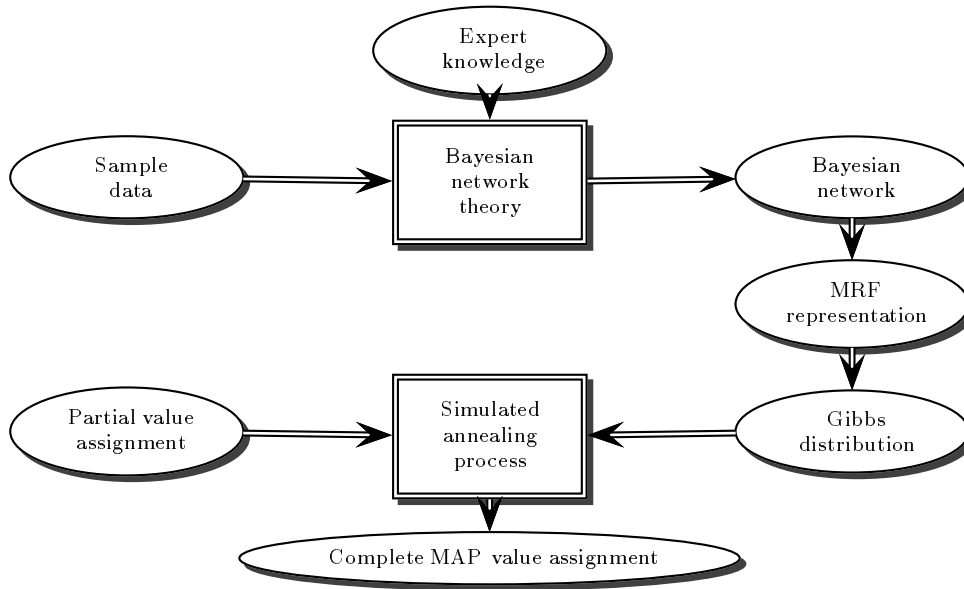 Expert
knowledge
Sample
data
Bayesian
network
theory
Bayesian
network
MRF
representation
Partial value
assignment
Simulated
annealing
process
Gibbs
distribution
Complete MAP value assignment